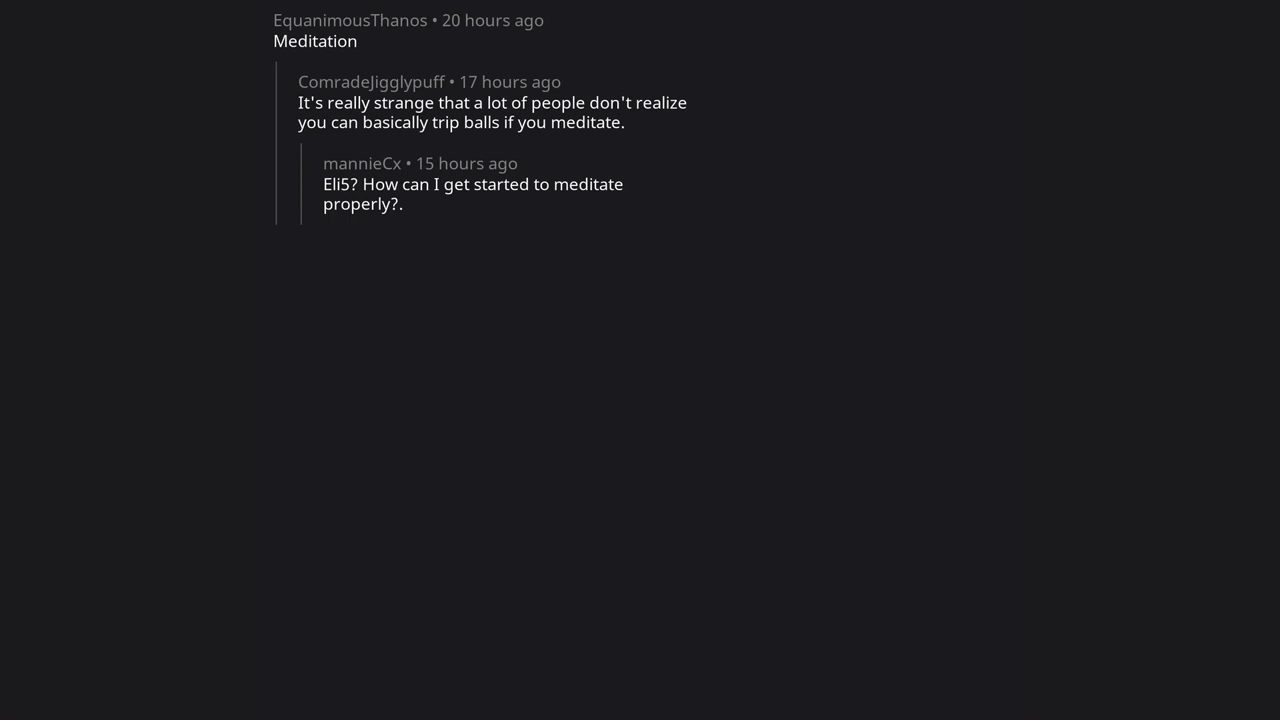 EquanimousThanos • 20 hours ago
Meditation
ComradeJigglypuff • 17 hours ago
It's really strange that a lot of people don't realize
you can basically trip balls if you meditate.
mannieCx • 15 hours ago
Eli5? How can I get started to meditate
properly?.